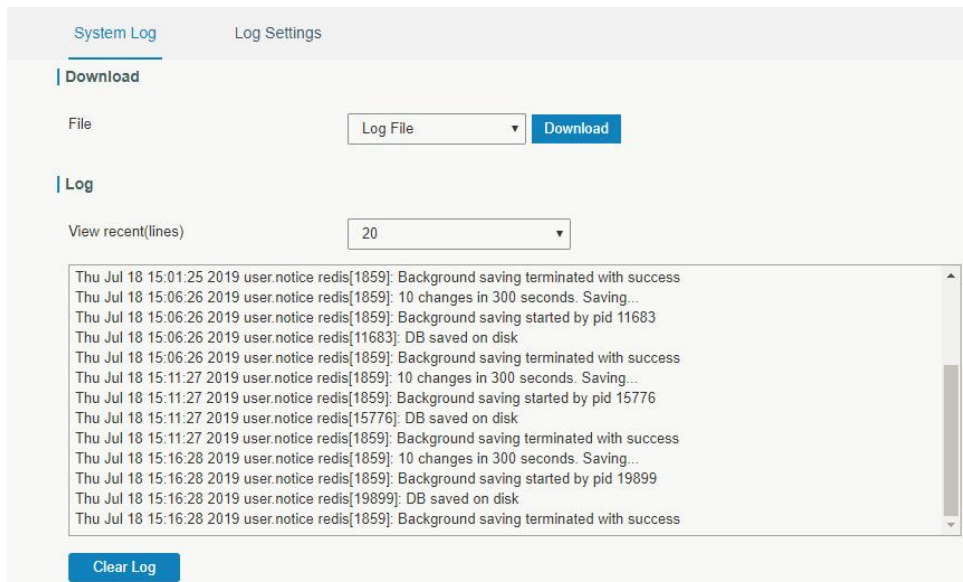 System Log Log Settings
Download
File Log File Download
Log
View recent(lines) 20
Thu Jul 18 15:01:25 2019 user.notice redis[1859]: Background saving terminated with success
Thu Jul 18 15:06:26 2019 user.notice redis[1859]: 10 changes in 300 seconds. Saving...
Thu Jul 18 15:06:26 2019 user.notice redis[1859]: Background saving started by pid 11683
Thu Jul 18 15:06:26 2019 user.notice redis[11683]: DB saved on disk
Thu Jul 18 15:06:26 2019 user.notice redis[1859]: Background saving terminated with success
Thu Jul 18 15:11:27 2019 user.notice redis[1859]: 10 changes in 300 seconds. Saving...
Thu Jul 18 15:11:27 2019 user.notice redis[1859]: Background saving started by pid 15776
Thu Jul 18 15:11:27 2019 user.notice redis[15776]: DB saved on disk
Thu Jul 18 15:11:27 2019 user.notice redis[1859]: Background saving terminated with success
Thu Jul 18 15:16:28 2019 user.notice redis[1859]: 10 changes in 300 seconds. Saving...
Thu Jul 18 15:16:28 2019 user.notice redis[1859]: Background saving started by pid 19899
Thu Jul 18 15:16:28 2019 user.notice redis[19899]: DB saved on disk
Thu Jul 18 15:16:28 2019 user.notice redis[1859]: Background saving terminated with success
Clear Log